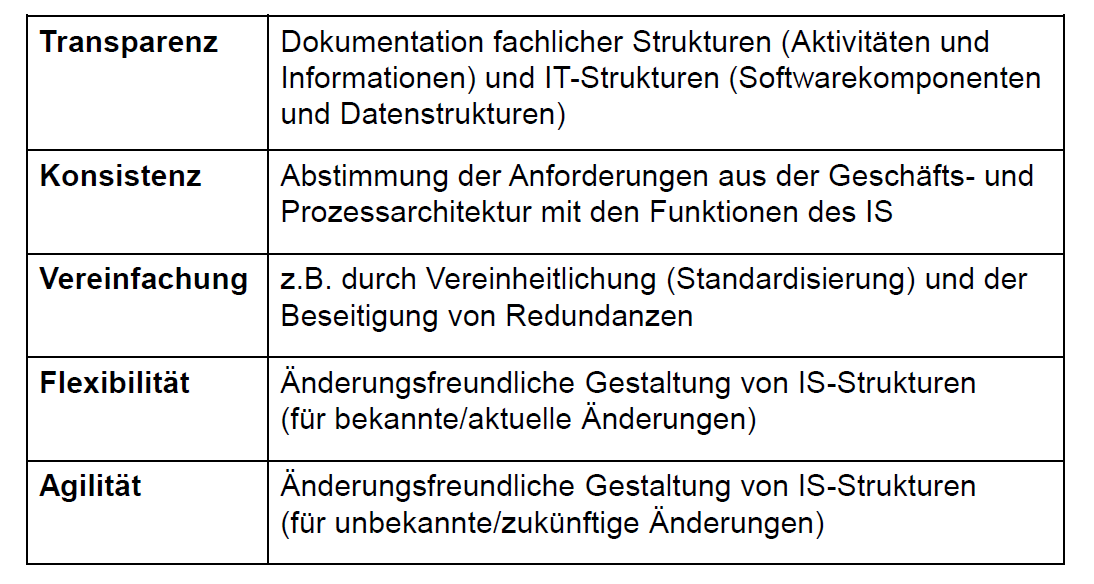 Transparenz
Dokumentation fachlicher Strukturen (Aktivitäten und
Informationen) und IT-Strukturen (Softwarekomponenten
und Datenstrukturen)
Konsistenz
Abstimmung der Anforderungen aus der Geschäfts- und
Prozessarchitektur mit den Funktionen des IS
Vereinfachung
z.B. durch Vereinheitlichung (Standardisierung) und der
Beseitigung von Redundanzen
Flexibilität
Änderungsfreundliche Gestaltung von IS-Strukturen
(für bekannte/aktuelle Änderungen)
Agilität
Änderungsfreundliche Gestaltung von IS-Strukturen
(für unbekannte/zukünftige Änderungen)